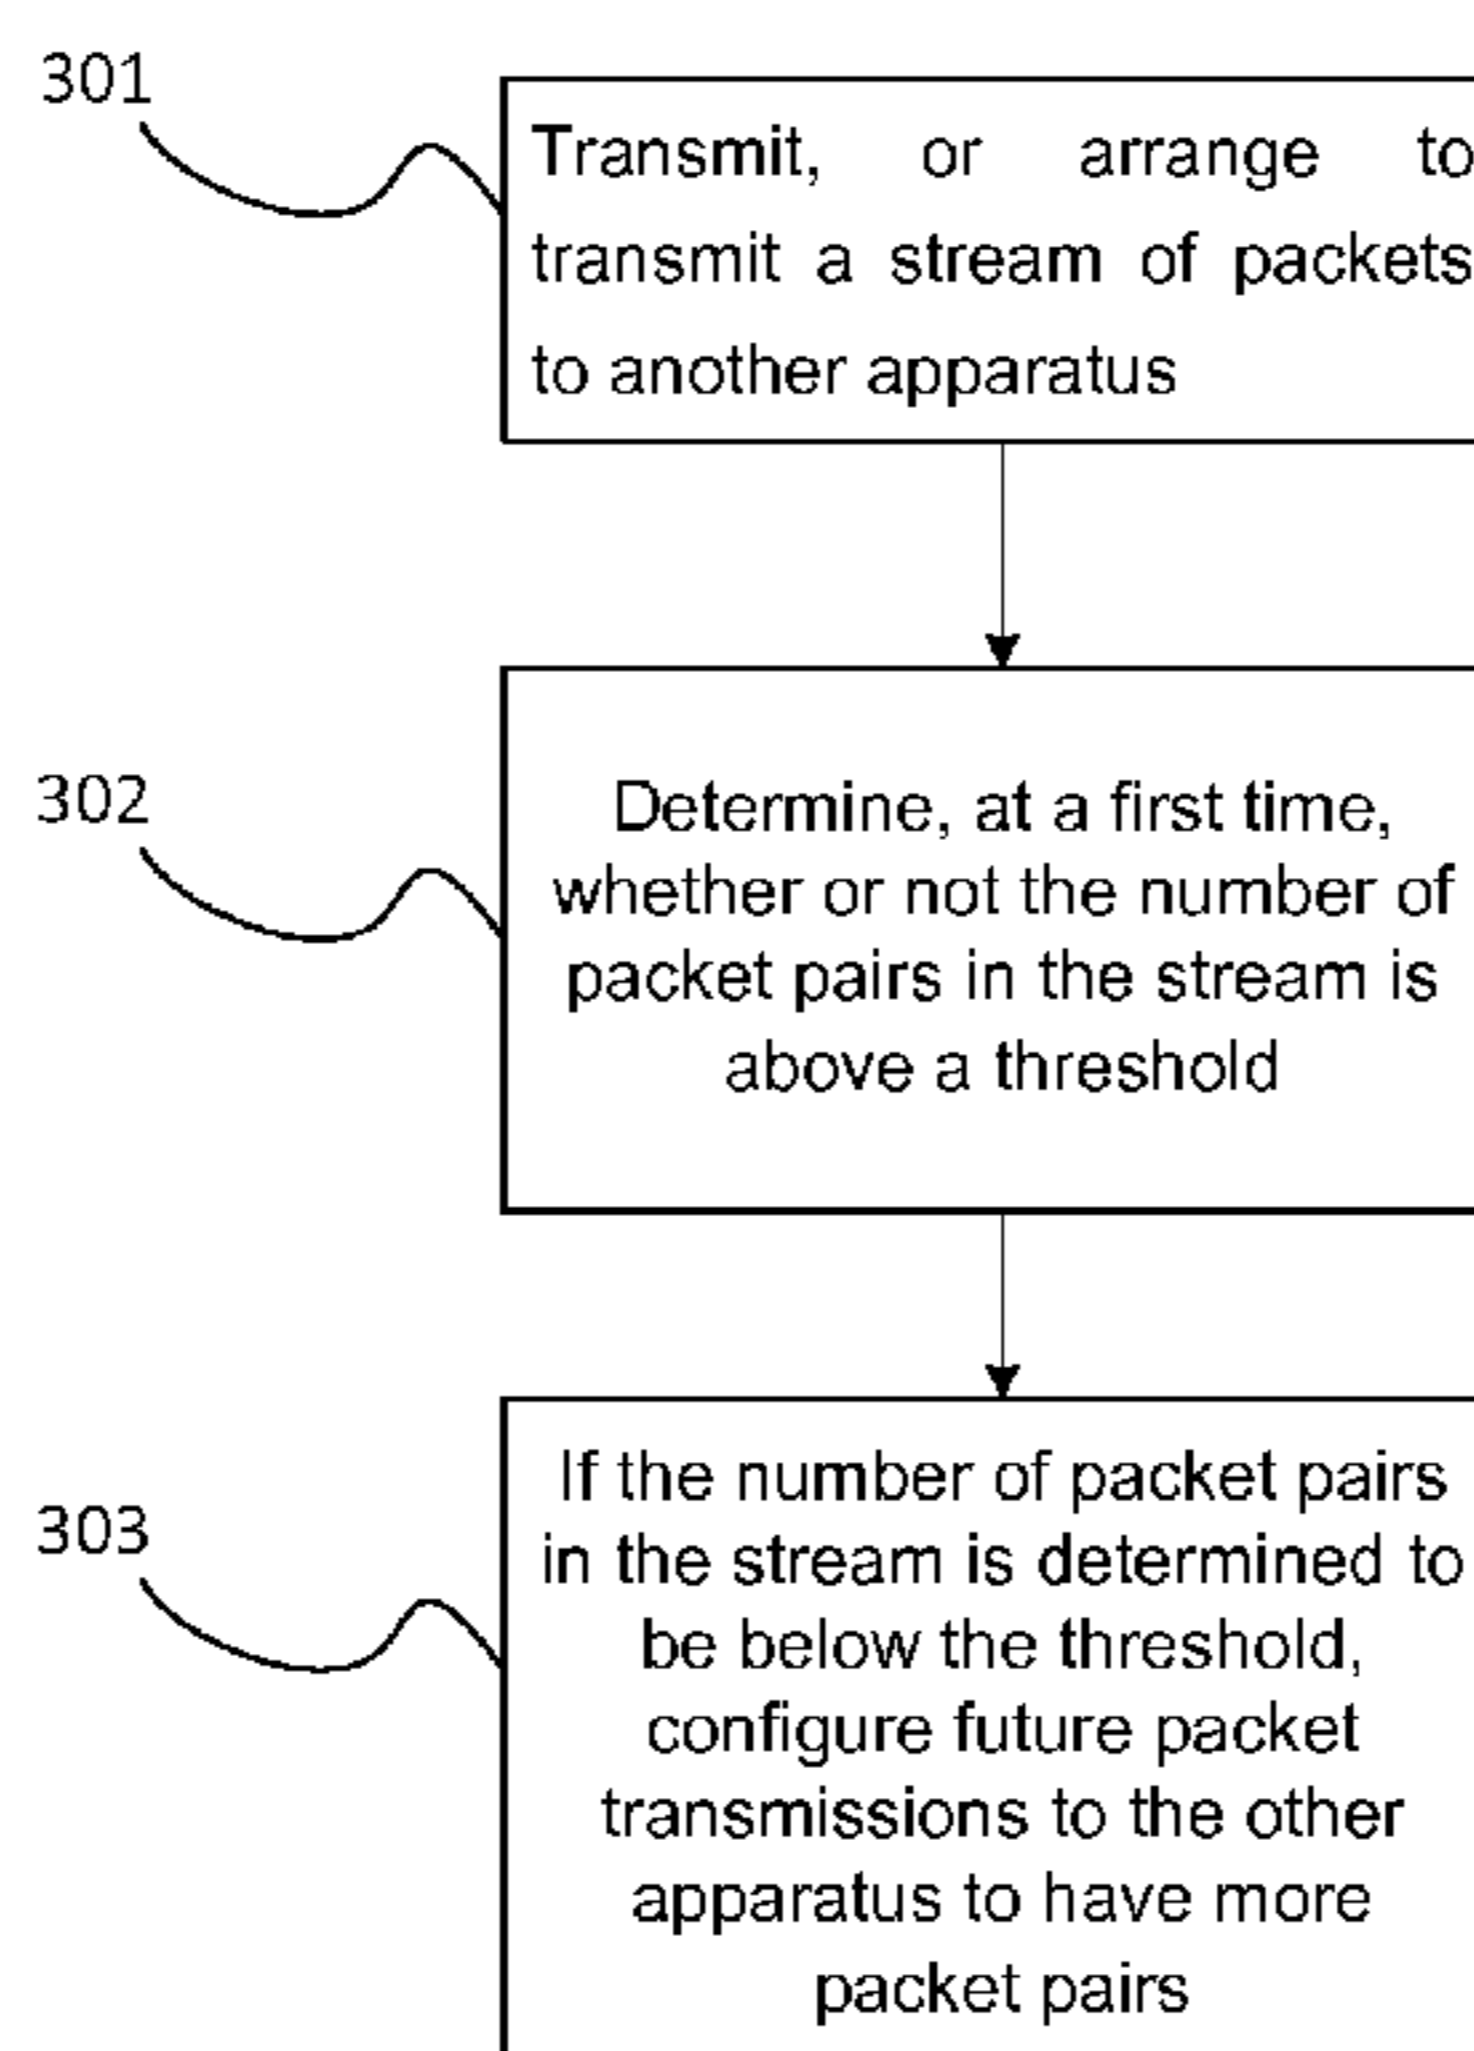 301
Transmit, or arrange to
transmit a stream of packets
to another apparatus
302
Determine, at a first time,
whether or not the number of
packet pairs in the stream is
above a threshold
303
If the number of packet pairs
in the stream is determined to
be below the threshold,
configure future packet
transmissions to the other
apparatus to have more
packet pairs